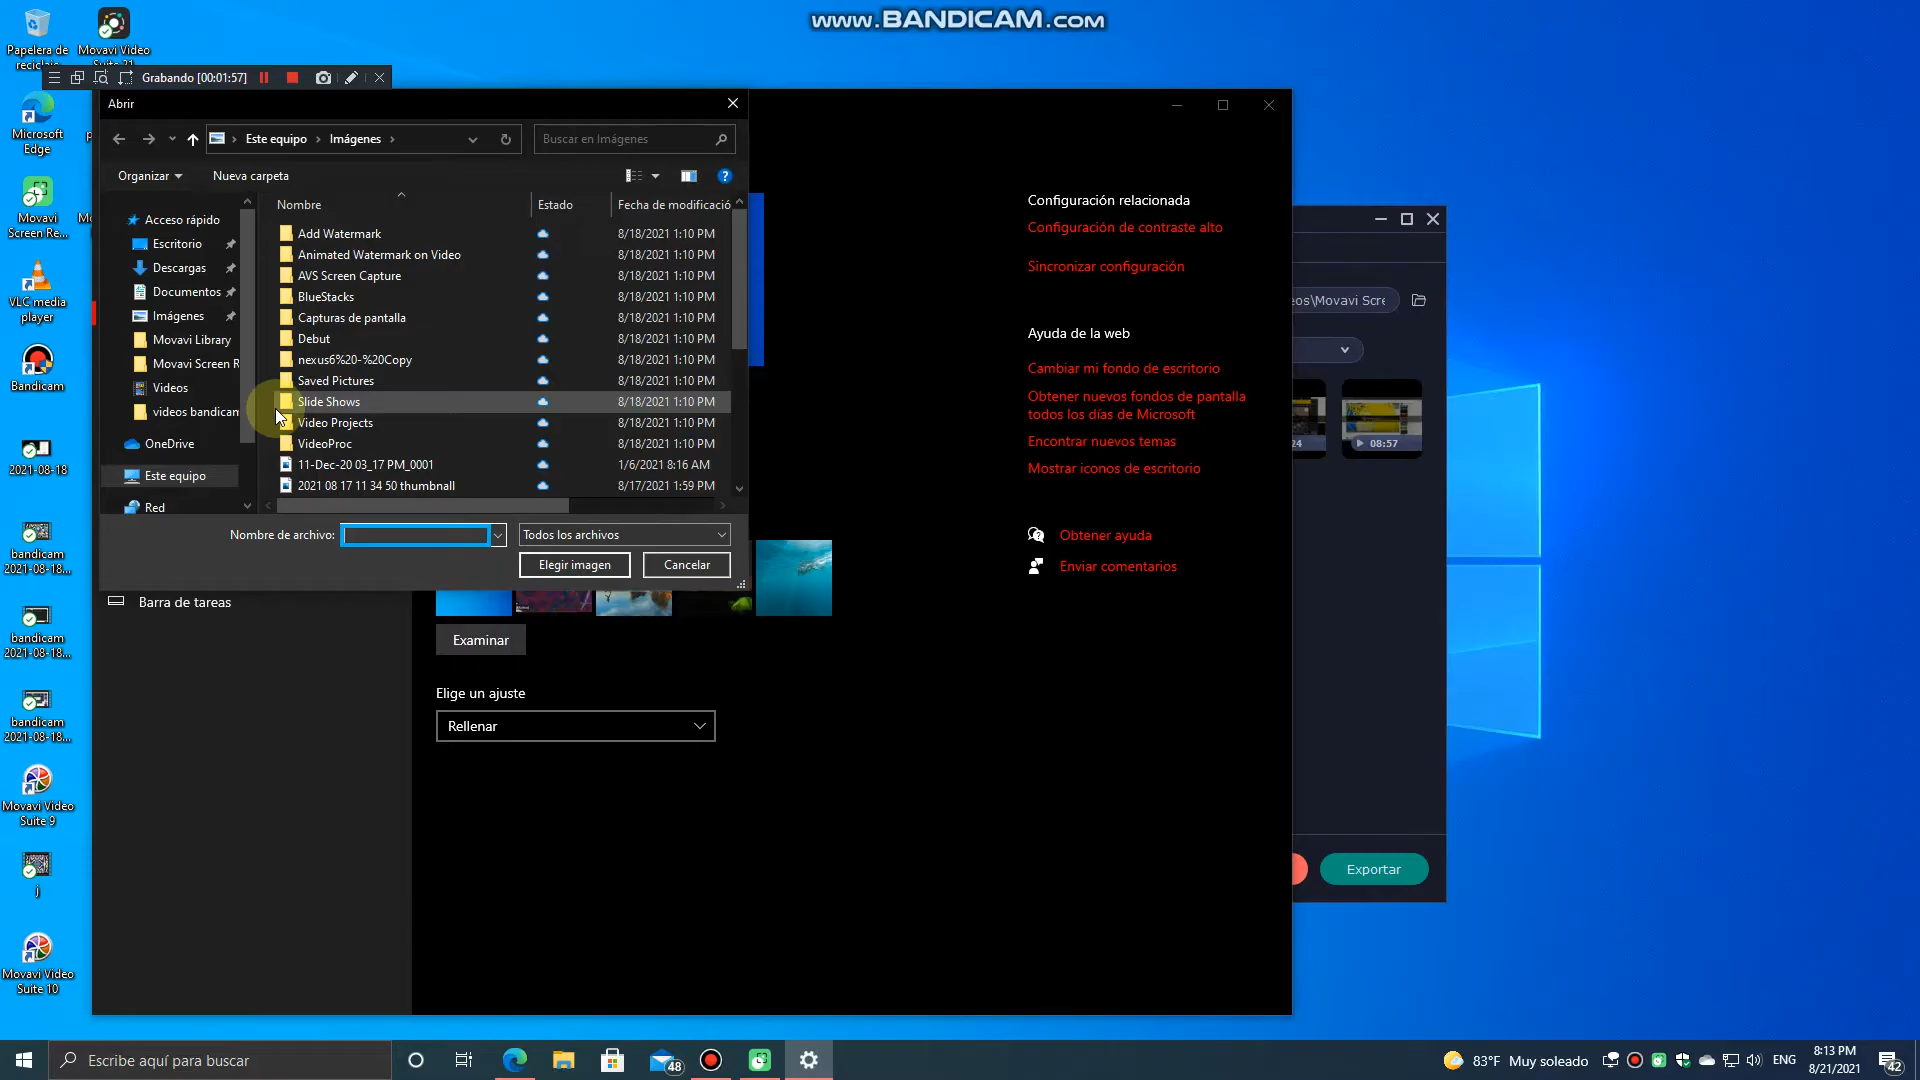 www.BANDICAM.com
Papelera de
reciclaje
Movavi Video
Grabando [00:01:57]
Abrir
Este equipo
Imágenes
Buscar en Imágenes
Organizar
Nueva carpeta
Nombre
Estado
Fecha de modificació
Acceso rápido
Escritorio
Descargas
Documentos
Imágenes
Movavi Library
Movavi Screen R
Videos
videos bandicam
OneDrive
Este equipo
Red
Add Watermark 8/18/2021 1:10 PM
Animated Watermark on Video 8/18/2021 1:10 PM
AVS Screen Capture 8/18/2021 1:10 PM
BlueStacks 8/18/2021 1:10 PM
Capturas de pantalla 8/18/2021 1:10 PM
Debut 8/18/2021 1:10 PM
nexus6%20-%20Copy 8/18/2021 1:10 PM
Saved Pictures 8/18/2021 1:10 PM
Slide Shows 8/18/2021 1:10 PM
Video Projects 8/18/2021 1:10 PM
VideoProc 8/18/2021 1:10 PM
11-Dec-20 03_17 PM_0001 1/6/2021 8:16 AM
2021 08 17 11 34 50 thumbnall 8/17/2021 1:59 PM
Nombre de archivo:
Todos los archivos
Elegir imagen
Cancelar
Barra de tareas
Examinar
Elige un ajuste
Rellenar
Configuración relacionada
Configuración de contraste alto
Sincronizar configuración
Ayuda de la web
Cambiar mi fondo de escritorio
Obtener nuevos fondos de pantalla
todos los días de Microsoft
Encontrar nuevos temas
Mostrar iconos de escritorio
Obtener ayuda
Enviar comentarios
eos\Movavi Scre
24
08:57
Exportar
Microsoft
Edge
Movavi
Screen Re...
VLC media
player
Bandicam
2021-08-18
bandicam
2021-08-18...
bandicam
2021-08-18...
bandicam
2021-08-18...
Movavi Video
Suite 9
j
Movavi Video
Suite 10
Escribe aquí para buscar
48
83°F Muy soleado
ENG
8:13 PM
8/21/2021
42